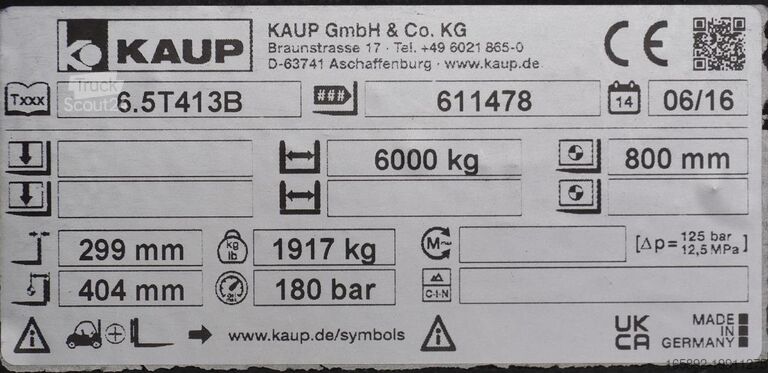 KAUP
KAUP GmbH & Co. KG
Braunstrasse 17 · Tel. +49 6021 865-0
D-63741 Aschaffenburg · www.kaup.de
CE
Txxx
6.5T413B
###
611478
14
06/16
Truck
Scout24
6000 kg
800 mm
299 mm
kg
lb
1917 kg
M~
[Δp= 125 bar
12,5 MPa]
404 mm
180 bar
C-I-N
www.kaup.de/symbols
UK
CA
MADE
IN
GERMANY